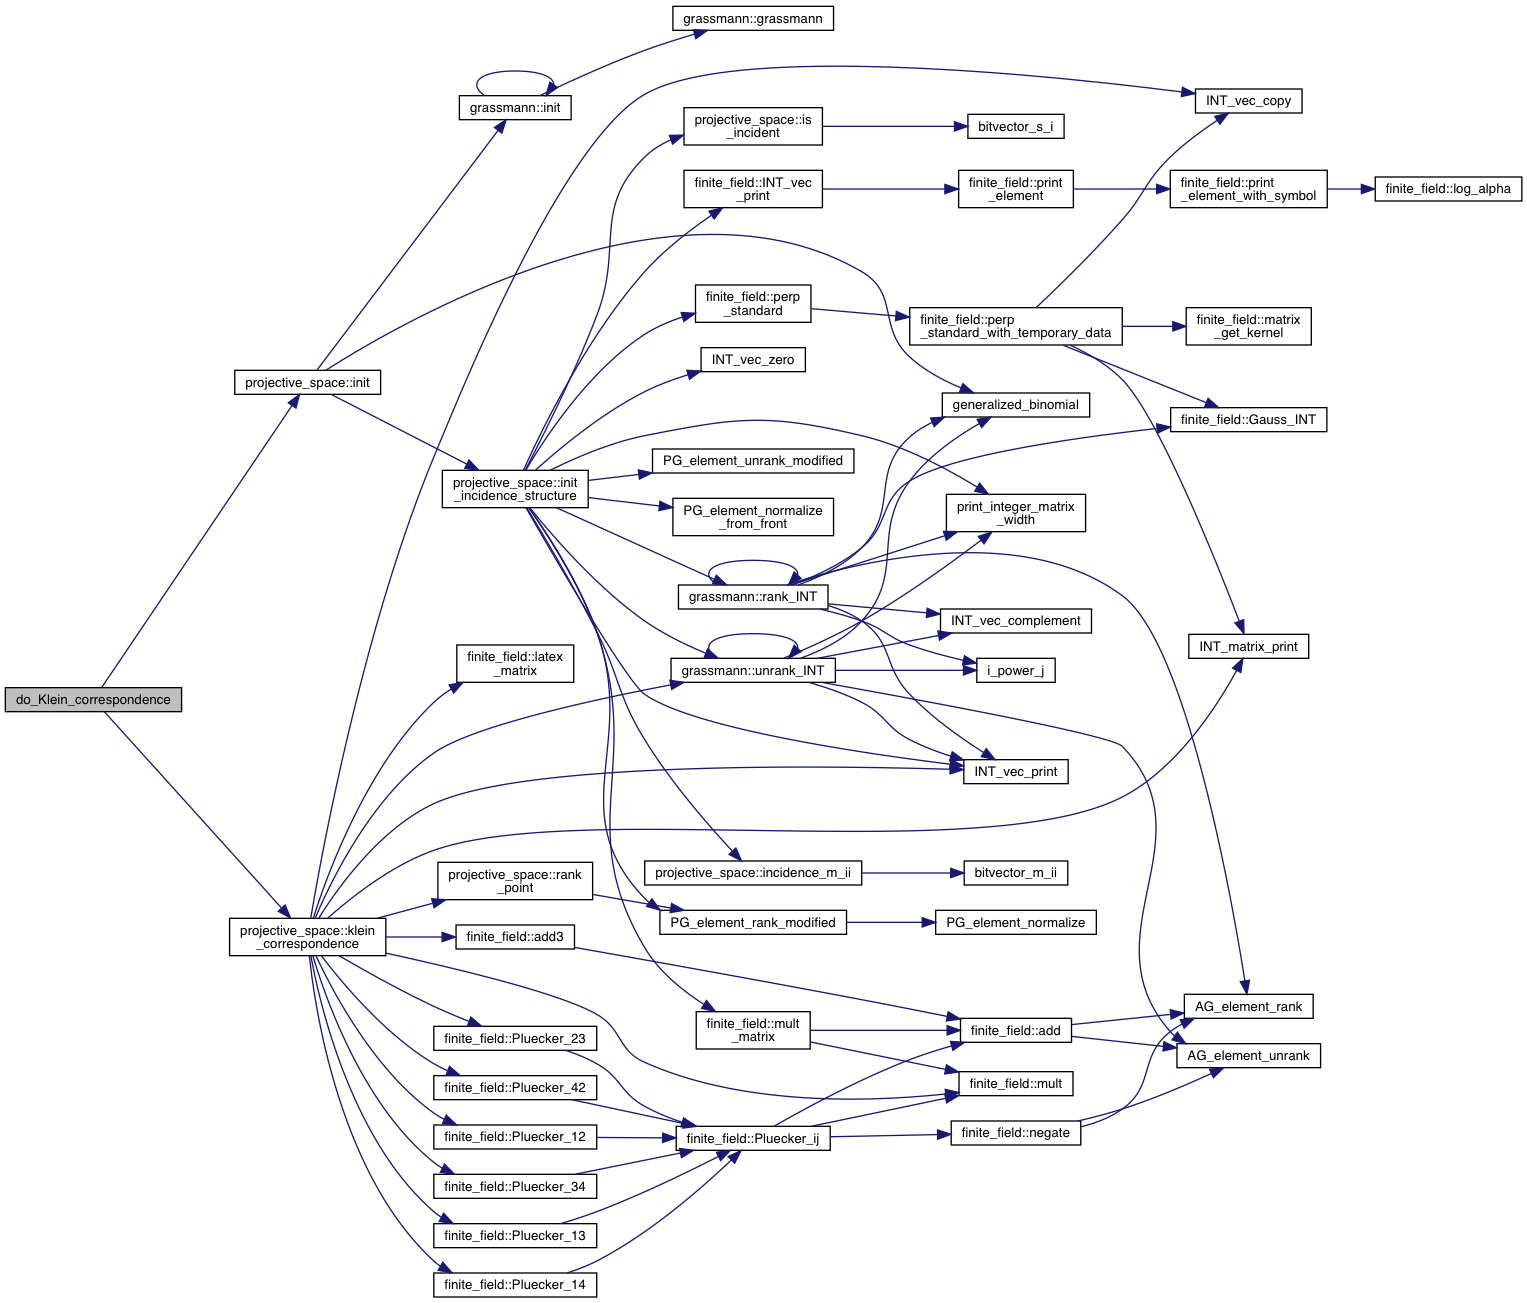 grassmann::grassmann
grassmann::init
INT_vec_copy
projective_space::is
_incident
bitvector_s_i
finite_field::INT_vec
_print
finite_field::print
_element
finite_field::print
_element_with_symbol
finite_field::log_alpha
finite_field::perp
_standard
finite_field::perp
_standard_with_temporary_data
finite_field::matrix
_get_kernel
INT_vec_zero
projective_space::init
generalized_binomial
finite_field::Gauss_INT
PG_element_unrank_modified
projective_space::init
_incidence_structure
print_integer_matrix
_width
PG_element_normalize
_from_front
grassmann::rank_INT
INT_vec_complement
INT_matrix_print
finite_field::latex
_matrix
grassmann::unrank_INT
i_power_j
do_Klein_correspondence
INT_vec_print
projective_space::incidence_m_ii
bitvector_m_ii
projective_space::rank
_point
PG_element_rank_modified
PG_element_normalize
projective_space::klein
_correspondence
finite_field::add3
AG_element_rank
finite_field::mult
_matrix
finite_field::add
finite_field::Pluecker_23
AG_element_unrank
finite_field::Pluecker_42
finite_field::mult
finite_field::Pluecker_12
finite_field::Pluecker_ij
finite_field::negate
finite_field::Pluecker_34
finite_field::Pluecker_13
finite_field::Pluecker_14